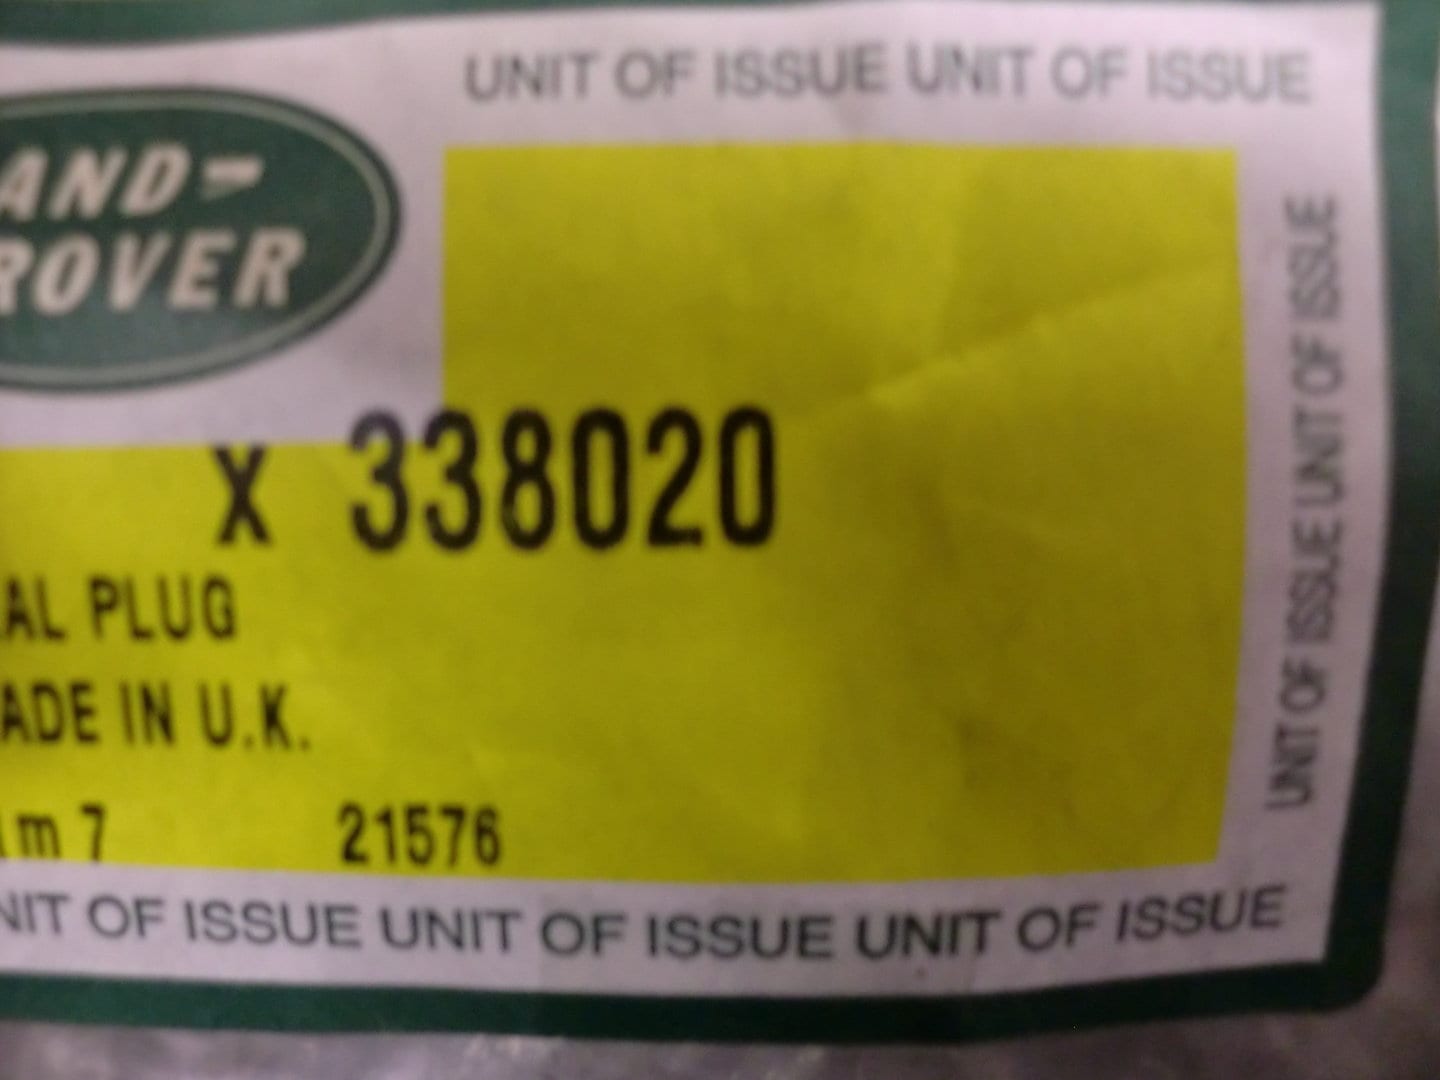 UNIT OF ISSUE UNIT OF ISSUE
AND-
ROVER
X 338020
AL PLUG
ADE IN U.K.
m 7 21576
NIT OF ISSUE UNIT OF ISSUE UNIT OF ISSUE
UNIT OF ISSUE UNIT OF ISSUE